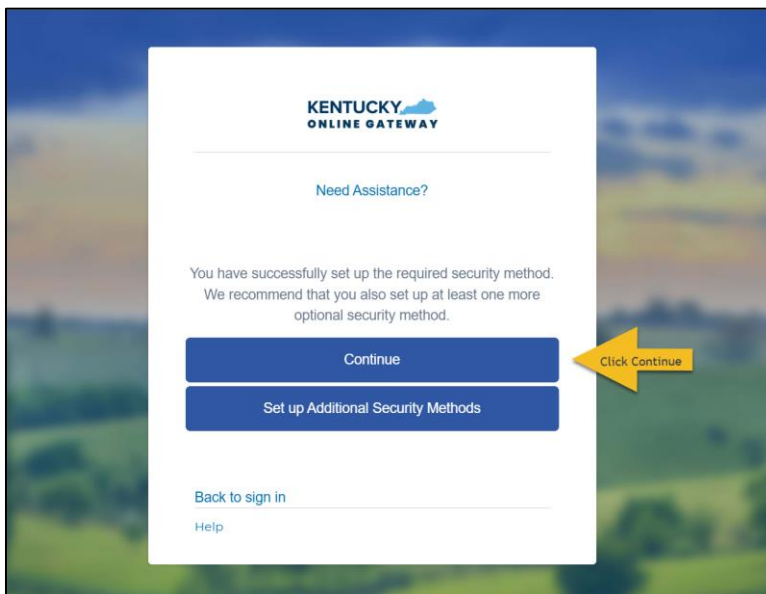 KENTUCKY
ONLINE GATEWAY
Need Assistance?
You have successfully set up the required security method.
We recommend that you also set up at least one more
optional security method.
Continue
Click Continue
Set up Additional Security Methods
Back to sign in
Help